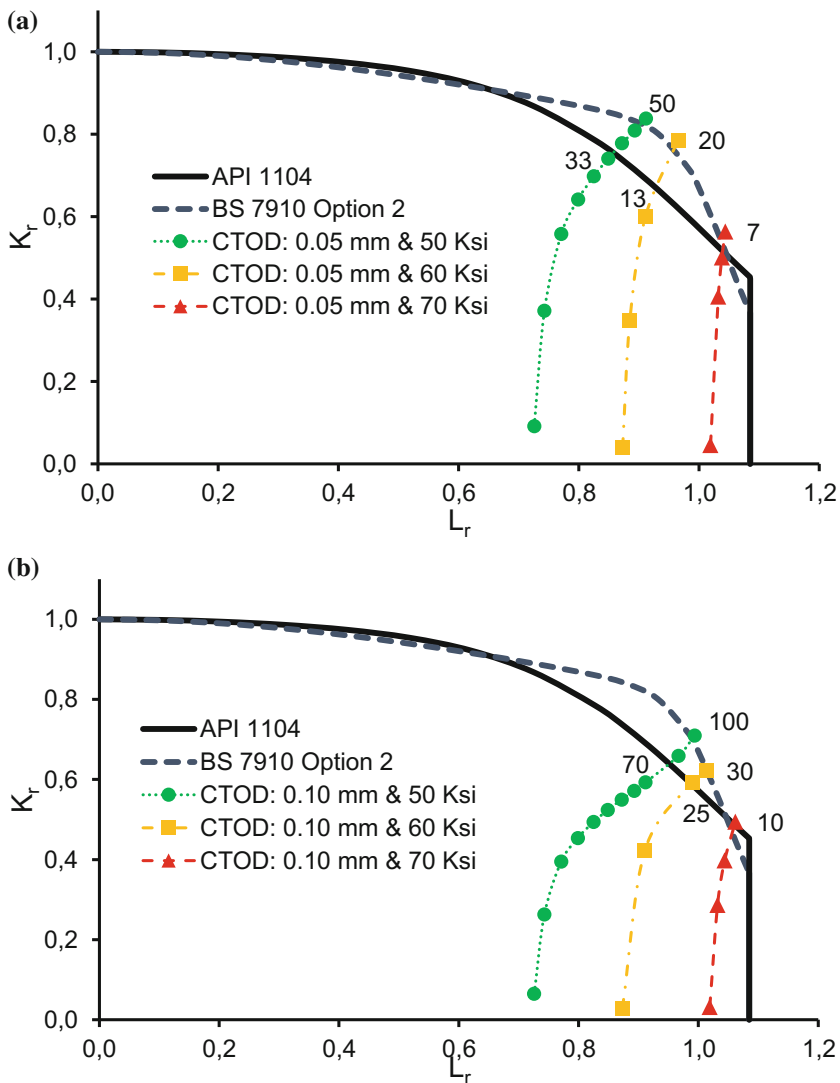 (a)
1,0
0,8
0,6
0,4
0,2
0,0
K_r
50
20
33
13
7
API 1104
BS 7910 Option 2
CTOD: 0.05 mm & 50 Ksi
CTOD: 0.05 mm & 60 Ksi
CTOD: 0.05 mm & 70 Ksi
0,0 0,2 0,4 0,6 0,8 1,0 1,2
L_r
(b)
1,0
0,8
0,6
0,4
0,2
0,0
K_r
100
70
30
25
10
API 1104
BS 7910 Option 2
CTOD: 0.10 mm & 50 Ksi
CTOD: 0.10 mm & 60 Ksi
CTOD: 0.10 mm & 70 Ksi
0,0 0,2 0,4 0,6 0,8 1,0 1,2
L_r